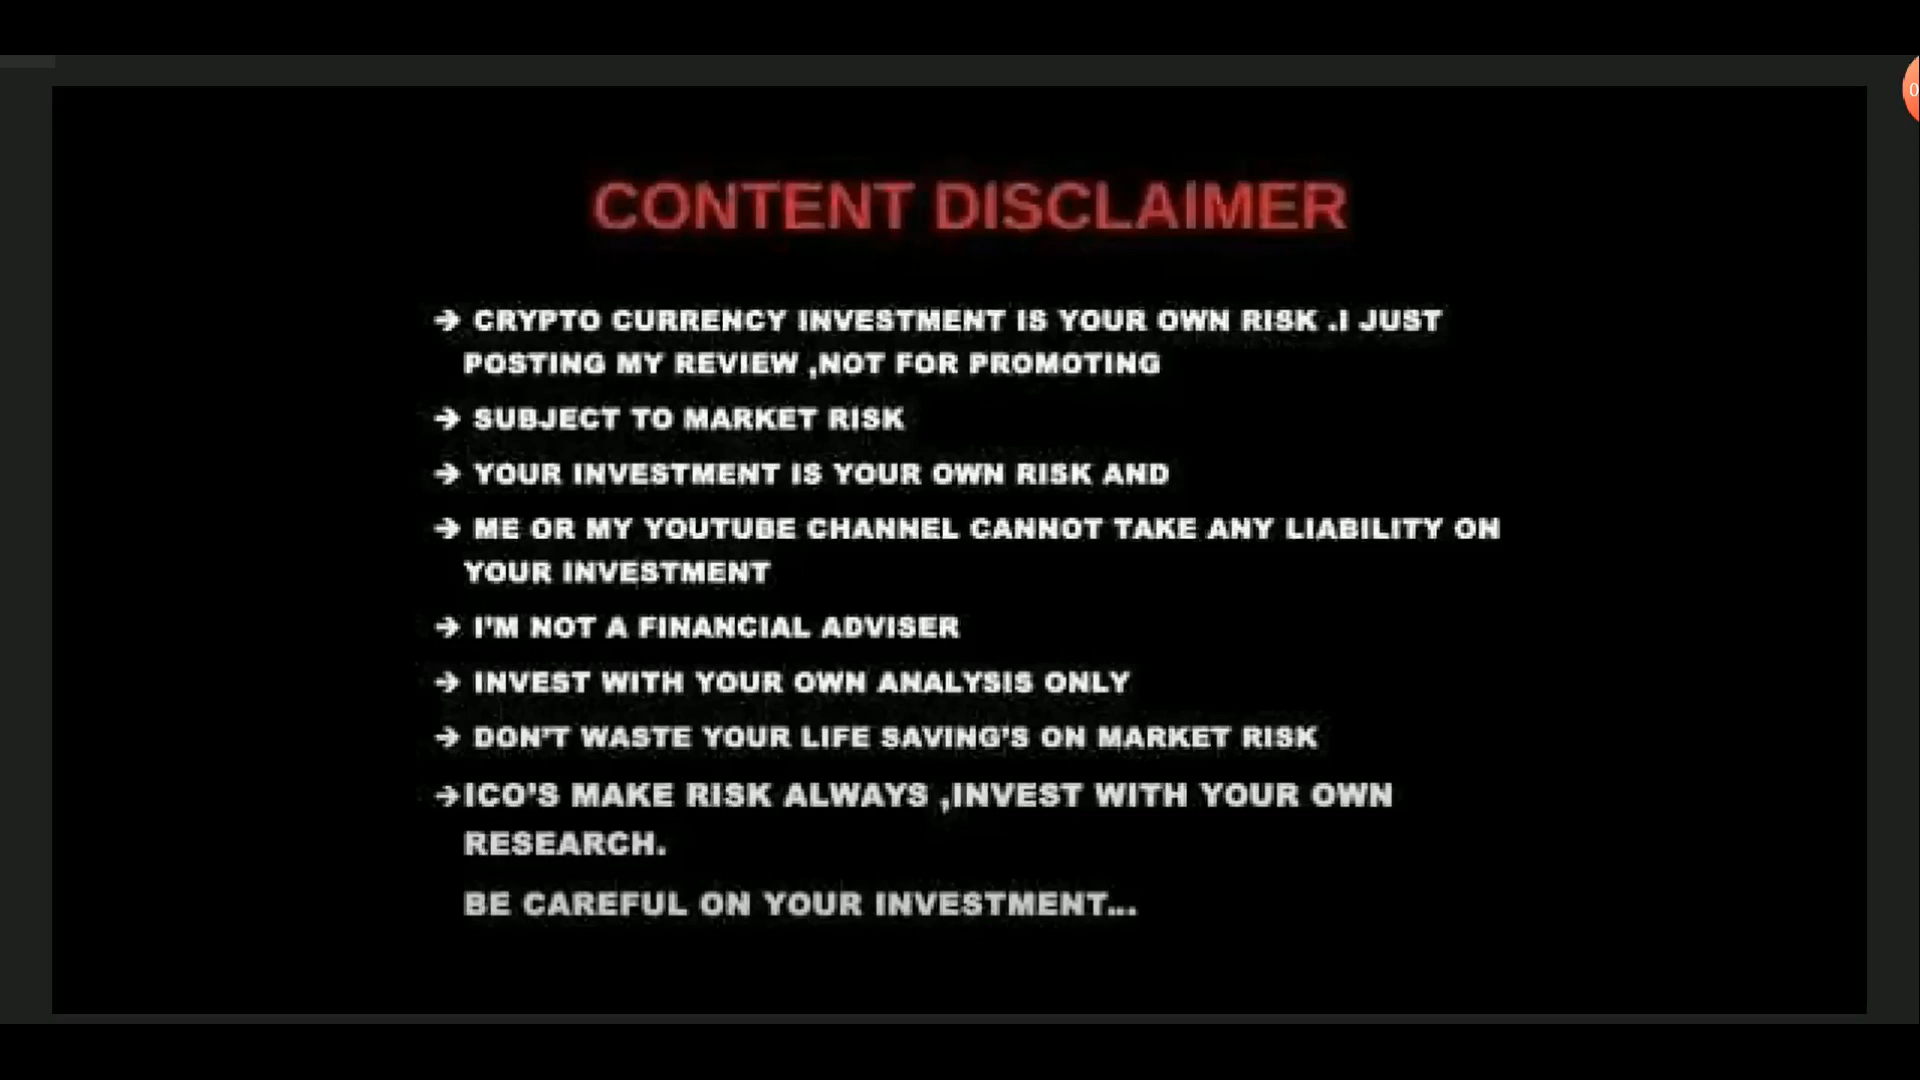 CONTENT DISCLAIMER
→ CRYPTO CURRENCY INVESTMENT IS YOUR OWN RISK .I JUST
POSTING MY REVIEW ,NOT FOR PROMOTING
→ SUBJECT TO MARKET RISK
→ YOUR INVESTMENT IS YOUR OWN RISK AND
→ ME OR MY YOUTUBE CHANNEL CANNOT TAKE ANY LIABILITY ON
YOUR INVESTMENT
→ I'M NOT A FINANCIAL ADVISER
→ INVEST WITH YOUR OWN ANALYSIS ONLY
→ DON'T WASTE YOUR LIFE SAVING'S ON MARKET RISK
→ICO'S MAKE RISK ALWAYS ,INVEST WITH YOUR OWN
RESEARCH.
BE CAREFUL ON YOUR INVESTMENT...